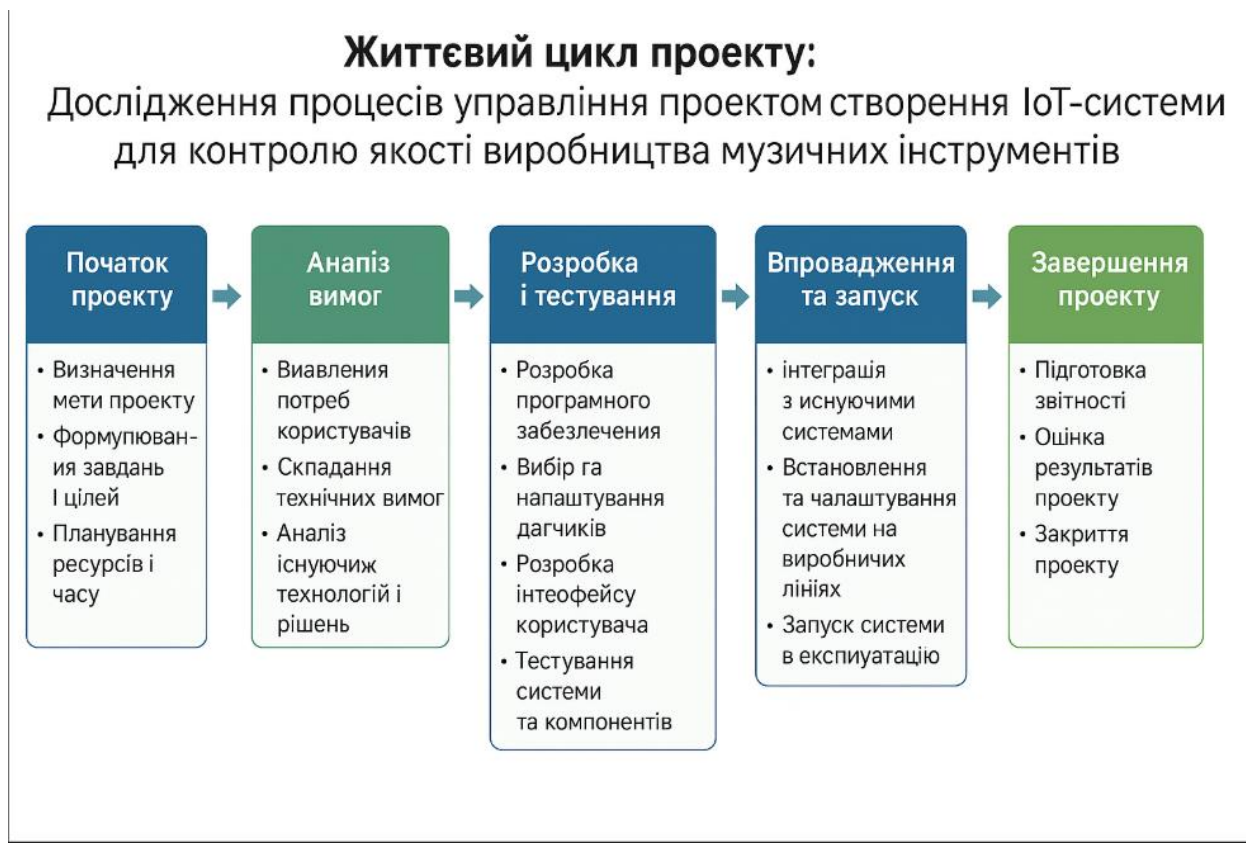 Життєвий цикл проекту:
Дослідження процесів управління проектом створення ІоТ-системи
для контролю якості виробництва музичних інструментів
Початок
проекту
• Визначення
мети проекту
• Формупюван-
ия завдань
І цілей
• Планування
ресурсів і
часу
Анапіз
вимог
• Виавления
потреб
користувачів
• Скпадання
технічних вимог
• Аналіз
існуючиж
технологій і
рішень
Розробка
і тестування
• Розробка
програмного
забезлечення
• Вибір га
напаштування
дагчиків
• Розробка
інтеофейсу
користувача
• Тестування
системи
та компонентів
Впровадження
та запуск
• інтеграшія
з иснуючими
системами
• Встановлення
та чалаштування
системи на
виробничих
лініях
• Запуск системи
в експиуатацію
Завершення
проекту
• Підготовка
звітності
• Ошінка
результатів
проекту
• Закриття
проекту